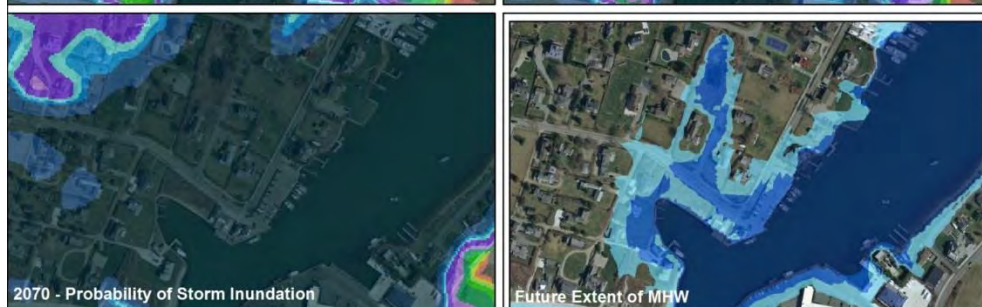 2070 - Probability of Storm Inundation
Future Extent of MHW